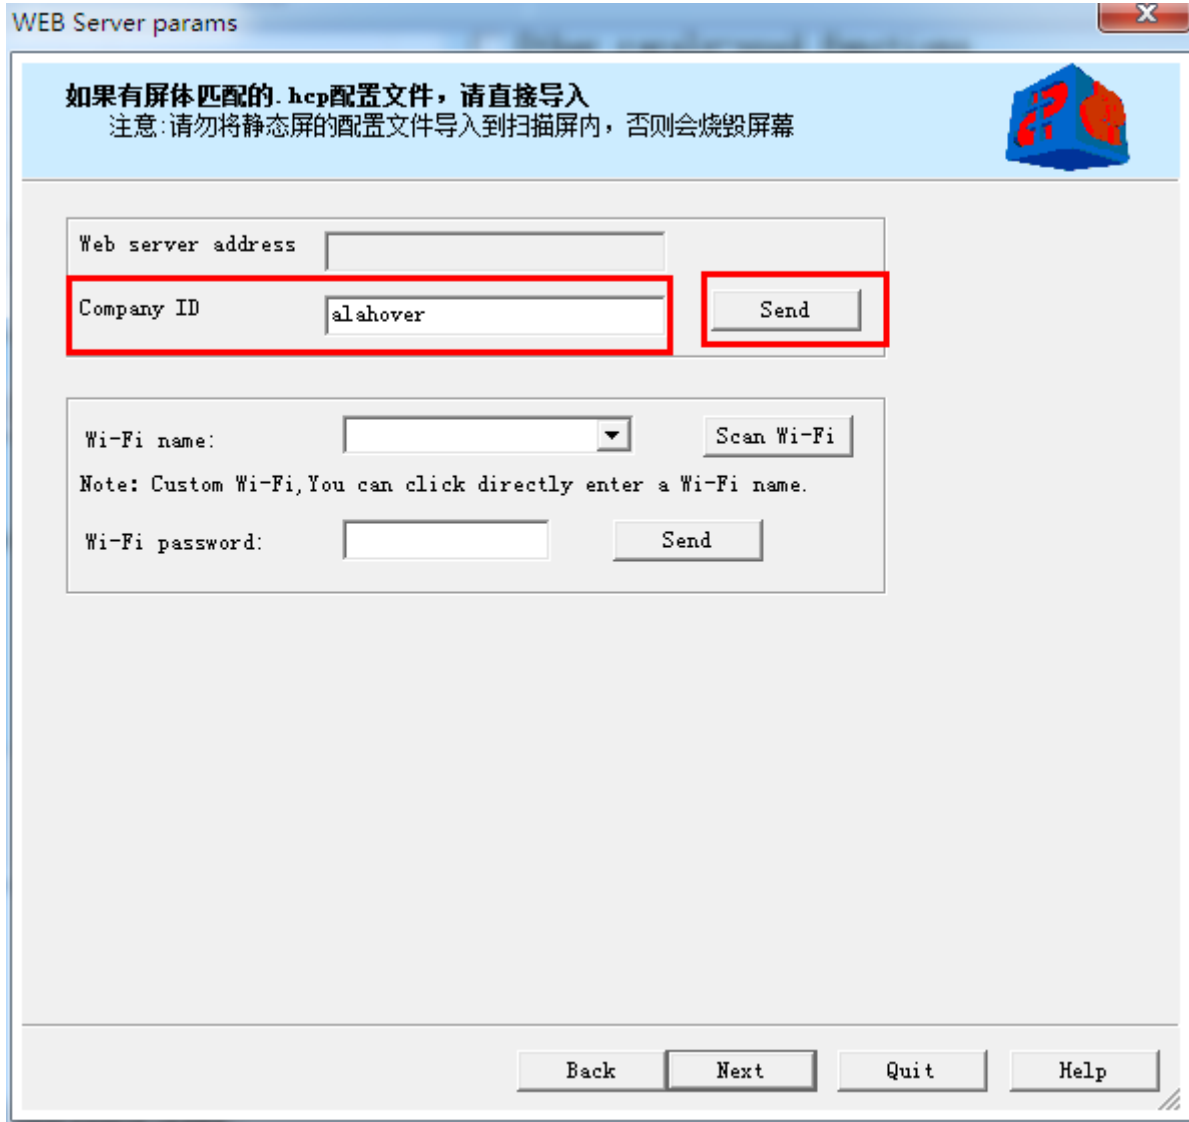 WEB Server params
如果有屏体匹配的.hcp配置文件，请直接导入
注意:请勿将静态屏的配置文件导入到扫描屏内，否则会烧毁屏幕
Web server address
Company ID
alahover
Send
Wi-Fi name:
Scan Wi-Fi
Note: Custom Wi-Fi,You can click directly enter a Wi-Fi name.
Wi-Fi password:
Send
Back
Next
Quit
Help